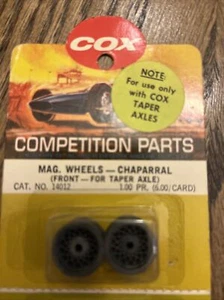 COX
NOTE:
For use only
with COX
TAPER
AXLES
COMPETITION PARTS
MAG. WHEELS — CHAPARRAL
(FRONT — FOR TAPER AXLE)
CAT. NO. 14012 1.00 PR. (6.00/CARD)